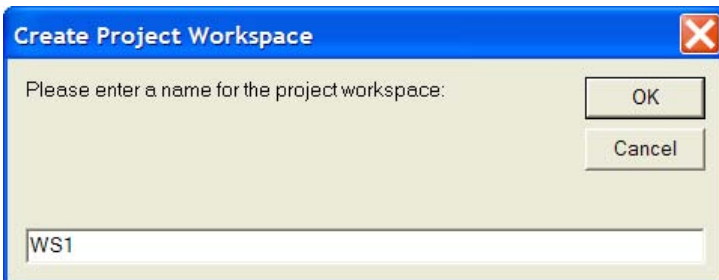 Create Project Workspace
Please enter a name for the project workspace:
OK
Cancel
WS1